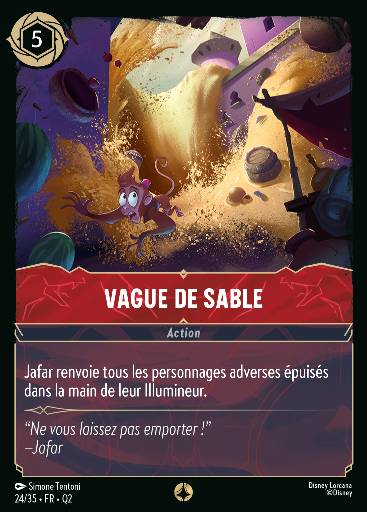 5
VAGUE DE SABLE
Action
Jafar renvoie tous les personnages adverses épuisés
dans la main de leur Illumineur.
“Ne vous laissez pas emporter !”
–Jafar
Simone Tentoni
Disney Lorcana
24/35 • FR • Q2
©Disney